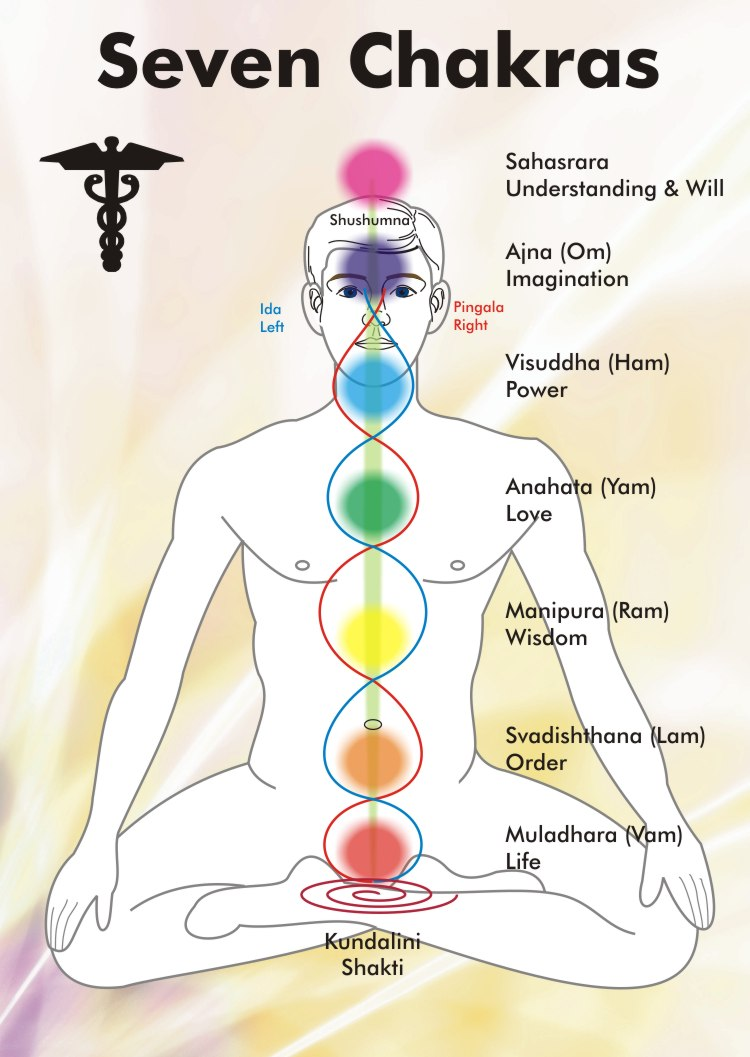 Seven Chakras
Sahasrara
Understanding & Will
Shushumna
Ajna (Om)
Imagination
Ida
Left
Pingala
Right
Visuddha (Ham)
Power
Anahata (Yam)
Love
Manipura (Ram)
Wisdom
Svadishthana (Lam)
Order
Muladhara (Vam)
Life
Kundalini
Shakti